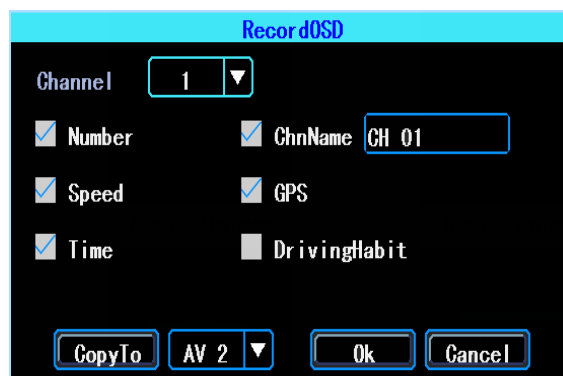 RecordOSD
Channel 1
Number ChnName CH 01
Speed GPS
Time DrivingHabit
CopyTo AV 2 Ok Cancel